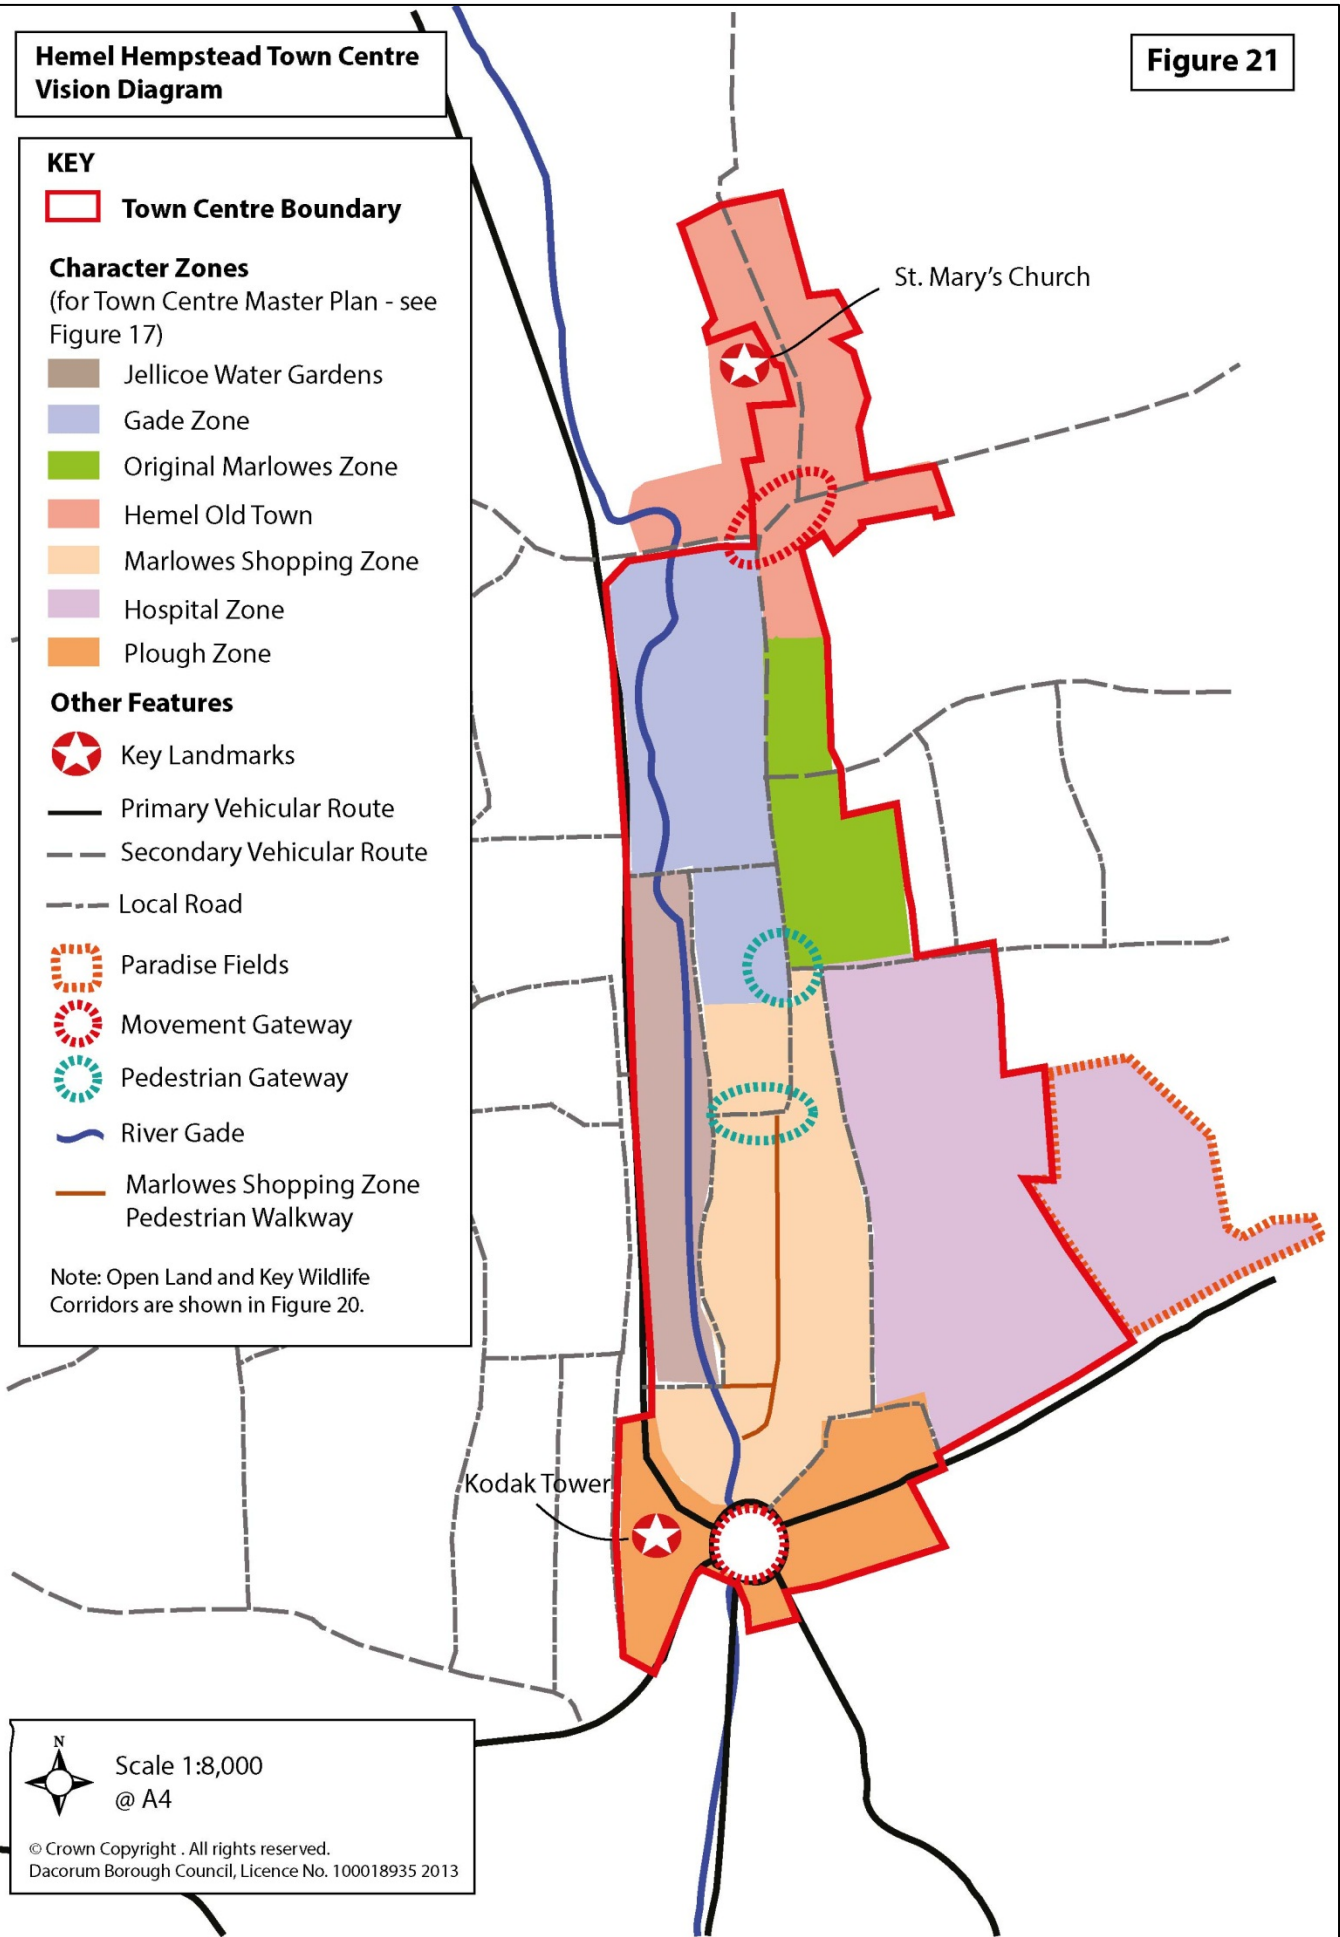 Hemel Hempstead Town Centre
Vision Diagram
Figure 21
KEY
Town Centre Boundary
Character Zones
(for Town Centre Master Plan - see
Figure 17)
Jellicoe Water Gardens
Gade Zone
Original Marlowes Zone
Hemel Old Town
Marlowes Shopping Zone
Hospital Zone
Plough Zone
Other Features
Key Landmarks
Primary Vehicular Route
Secondary Vehicular Route
Local Road
Paradise Fields
Movement Gateway
Pedestrian Gateway
River Gade
Marlowes Shopping Zone
Pedestrian Walkway
Note: Open Land and Key Wildlife
Corridors are shown in Figure 20.
St. Mary's Church
Kodak Tower
N
Scale 1:8,000
@ A4
© Crown Copyright . All rights reserved.
Dacorum Borough Council, Licence No. 100018935 2013